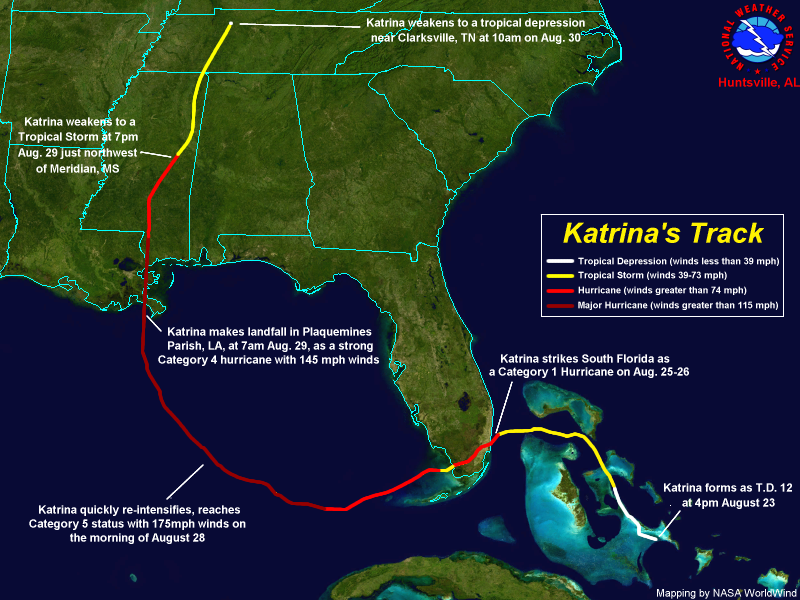 Katrina weakens to a tropical depression
near Clarksville, TN at 10am on Aug. 30
NATIONAL WEATHER SERVICE
Huntsville, AL
Katrina weakens to a
Tropical Storm at 7pm
Aug. 29 just northwest
of Meridian, MS
Katrina's Track
Tropical Depression (winds less than 39 mph)
Tropical Storm (winds 39-73 mph)
Hurricane (winds greater than 74 mph)
Major Hurricane (winds greater than 115 mph)
Katrina makes landfall in Plaquemines
Parish, LA, at 7am Aug. 29, as a strong
Category 4 hurricane with 145 mph winds
Katrina strikes South Florida as
a Category 1 Hurricane on Aug. 25-26
Katrina forms as T.D. 12
at 4pm August 23
Katrina quickly re-intensifies, reaches
Category 5 status with 175mph winds on
the morning of August 28
Mapping by NASA WorldWind